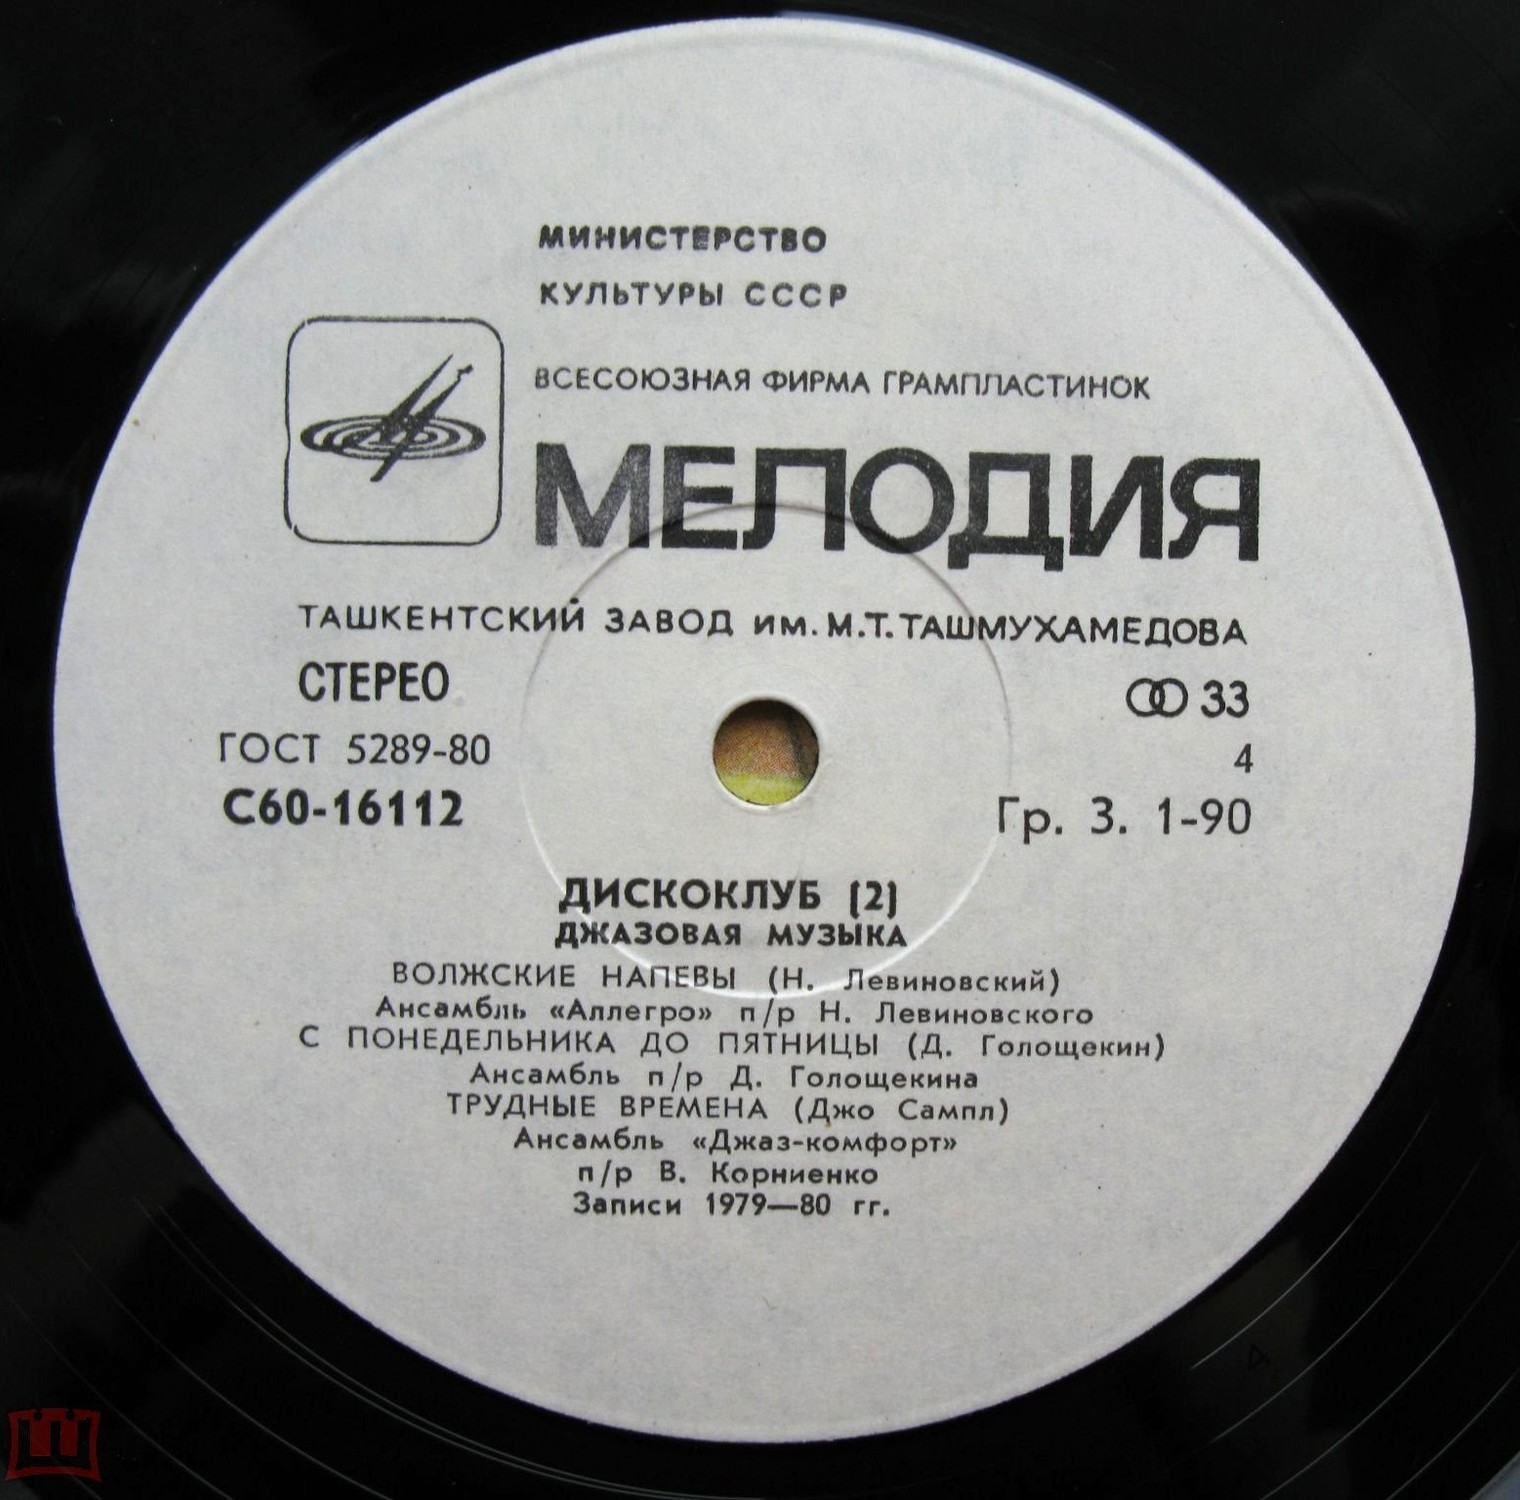 МИНИСТЕРСТВО
КУЛЬТУРЫ СССР
ВСЕСОЮЗНАЯ ФИРМА ГРАМПЛАСТИНОК
МЕЛОДИЯ
ТАШКЕНТСКИЙ ЗАВОД им. М.Т. ТАШМУХАМЕДОВА
СТЕРЕО
33
ГОСТ 5289-80
4
С60-16112
Гр. 3. 1-90
ДИСКОКЛУБ (2)
ДЖАЗОВАЯ МУЗЫКА
ВОЛЖСКИЕ НАПЕВЫ (Н. Левиновский)
Ансамбль «Аллегро» п/р Н. Левиновского
С ПОНЕДЕЛЬНИКА ДО ПЯТНИЦЫ (Д. Голощекин)
Ансамбль п/р Д. Голощекина
ТРУДНЫЕ ВРЕМЕНА (Джо Сампл)
Ансамбль «Джаз-комфорт»
п/р В. Корниенко
Записи 1979—80 гг.